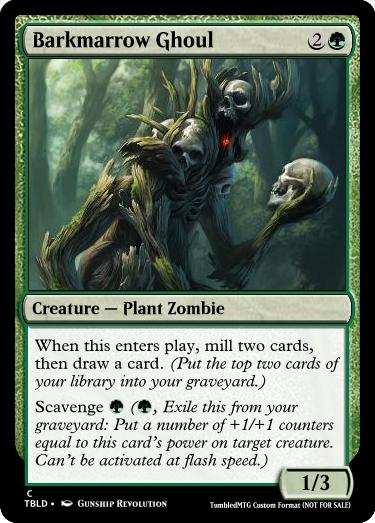 Barkmarrow Ghoul 2
Creature — Plant Zombie
When this enters play, mill two cards,
then draw a card. (Put the top two cards of
your library into your graveyard.)
Scavenge (, Exile this from your
graveyard: Put a number of +1/+1 counters
equal to this card's power on target creature.
Can't be activated at flash speed.)
1/3
C
TBLD • Gunship Revolution
TumbledMTG Custom Format (NOT FOR SALE)